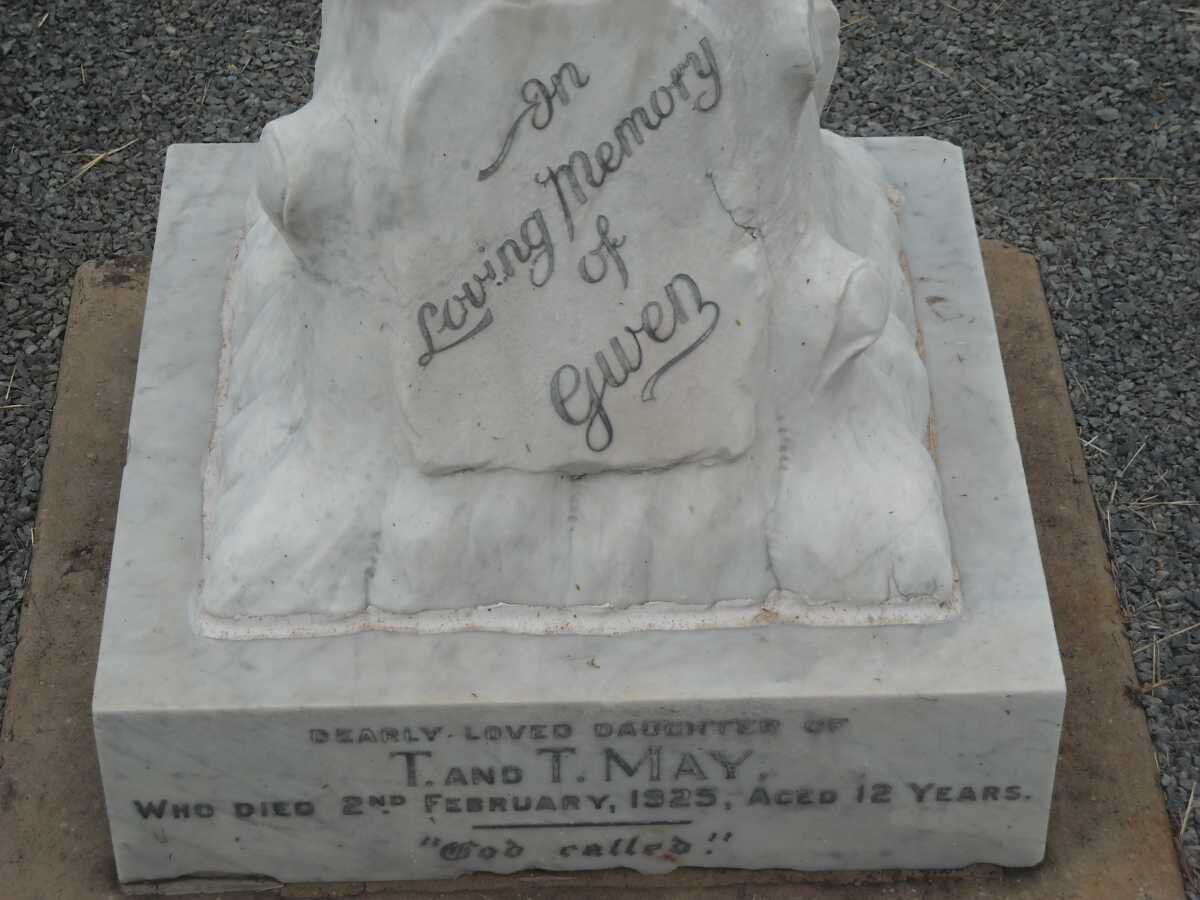 In
Loving Memory
of
Gwen
DEARLY LOVED DAUGHTER OF
T. AND T. MAY.
WHO DIED 2ND FEBRUARY, 1925, AGED 12 YEARS.
"God called."